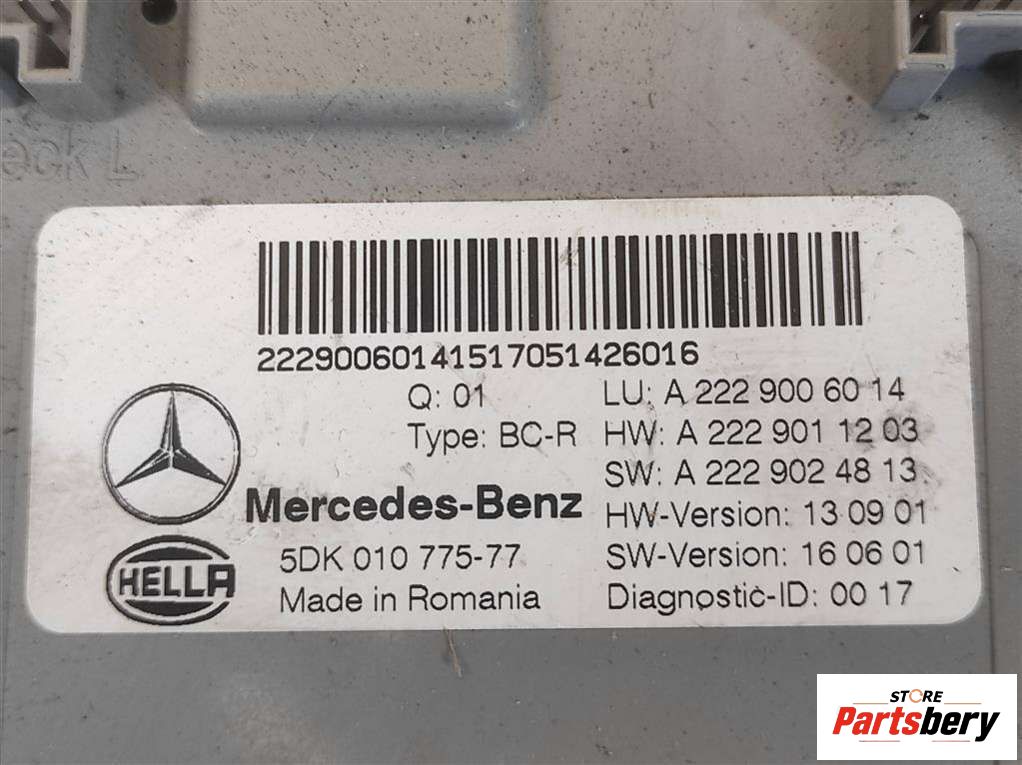 ck L
22290060141517051426016
Q: 01 LU: A 222 900 60 14
Type: BC-R HW: A 222 901 12 03
SW: A 222 902 48 13
Mercedes-Benz HW-Version: 13 09 01
HELLA 5DK 010 775-77 SW-Version: 16 06 01
Made in Romania Diagnostic-ID: 00 17
STORE
Partsbery